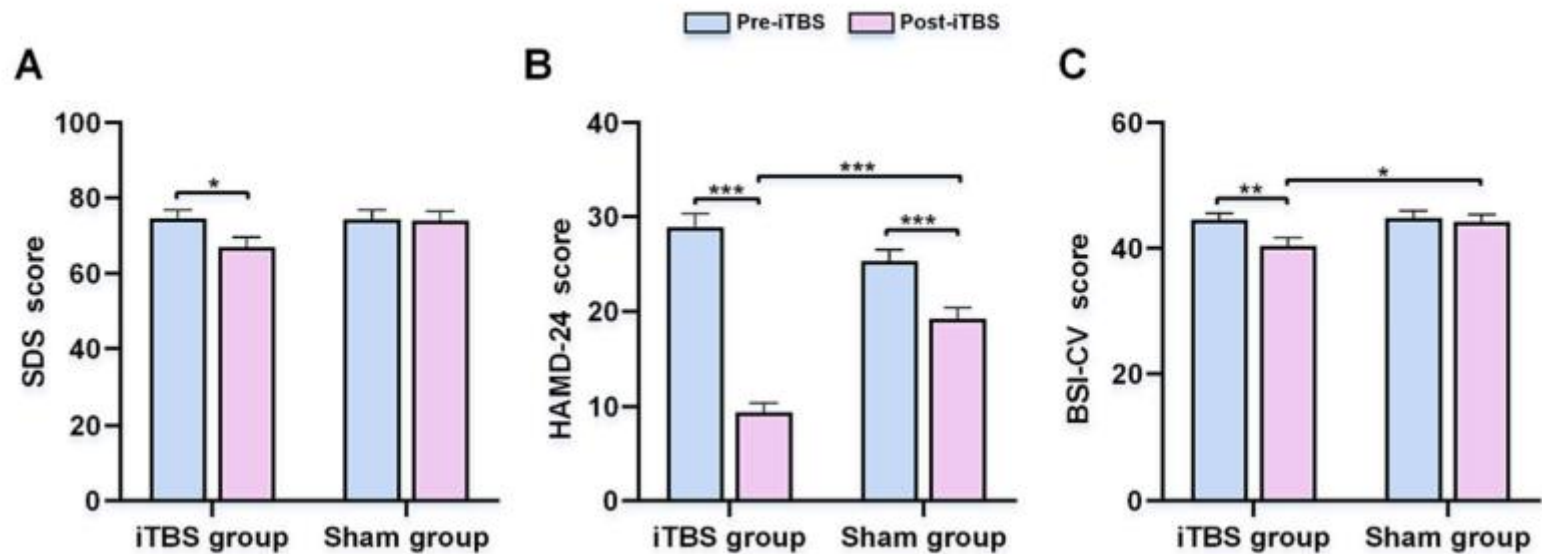 Pre-iTBS Post-iTBS
A
SDS score
100
80
60
40
20
0
*
iTBS group Sham group
B
HAMD-24 score
40
30
20
10
0
***
***
***
iTBS group Sham group
C
BSI-CV score
60
40
20
0
**
*
iTBS group Sham group